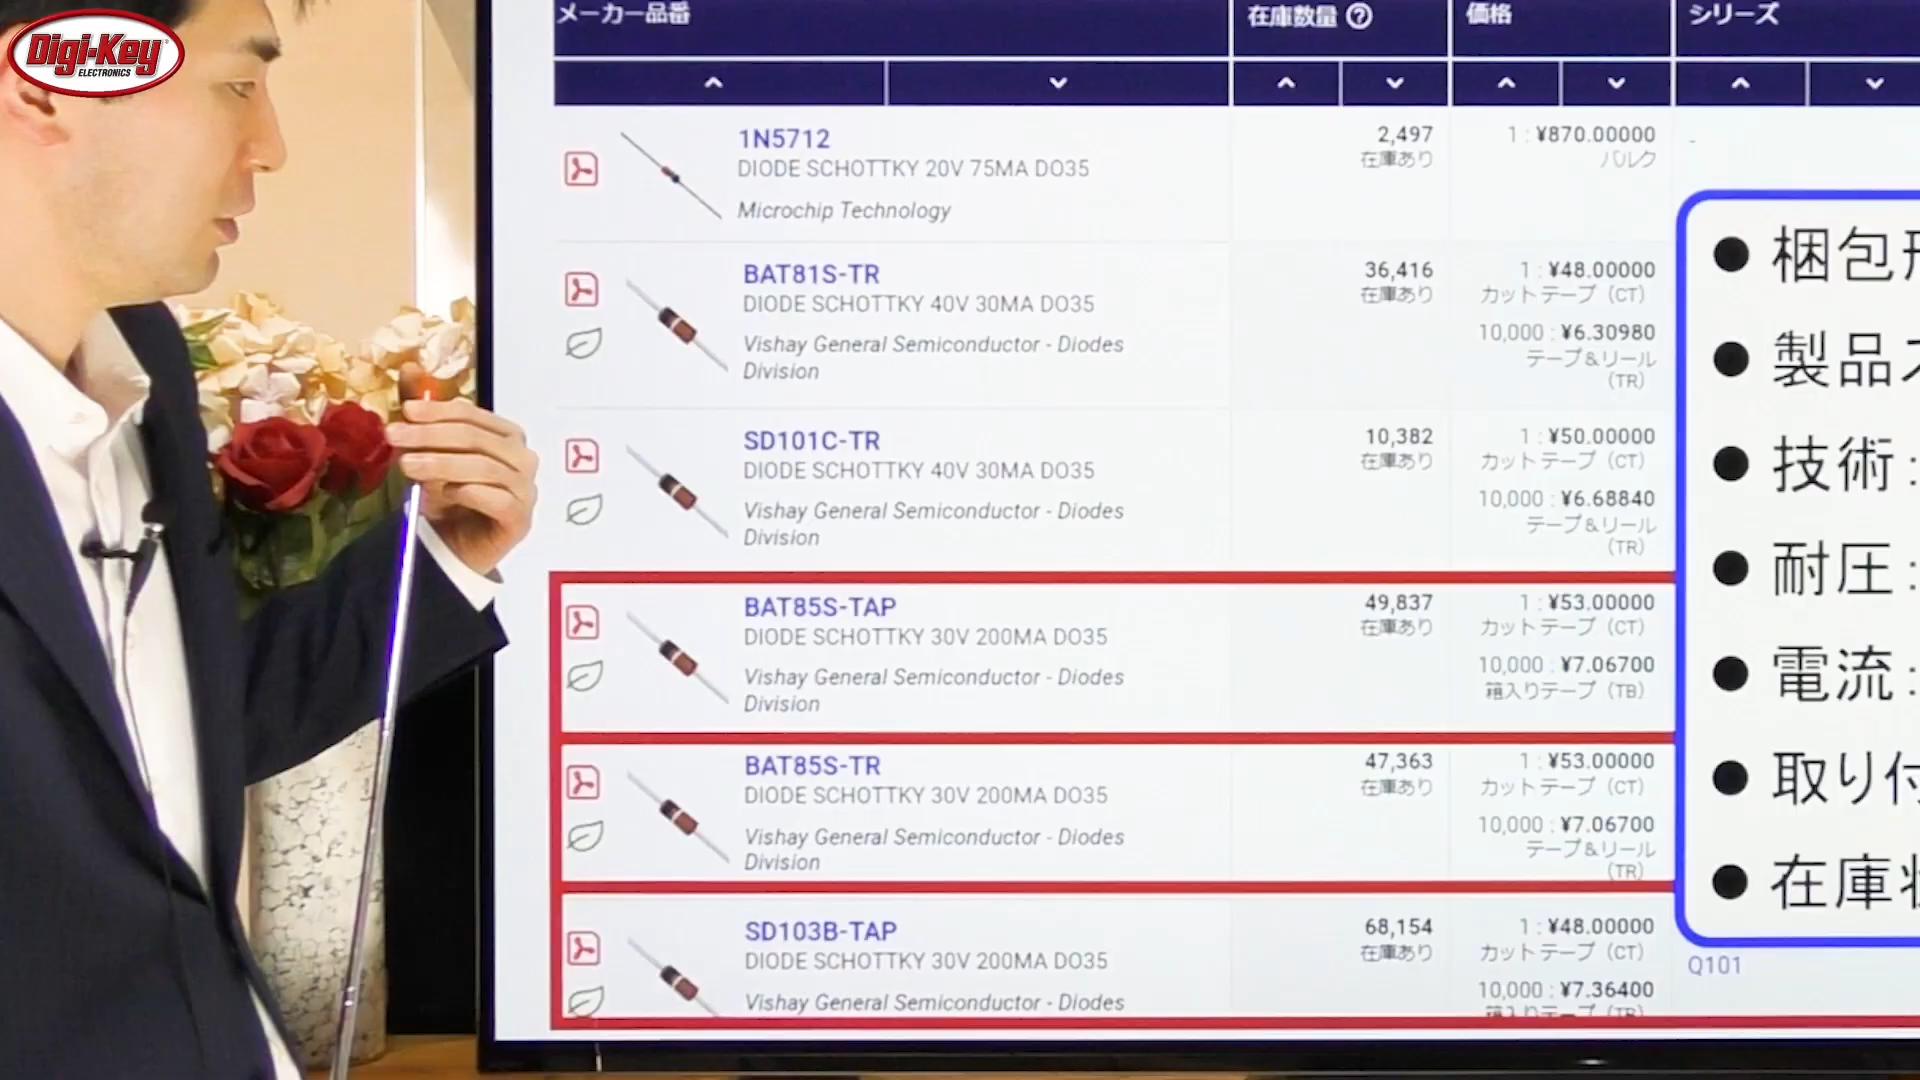 Digi-Key
ELECTRONICS
メーカー品番
在庫数量
価格
シリーズ
1N5712
DIODE SCHOTTKY 20V 75MA DO35
Microchip Technology
2,497
在庫あり
1 : ¥870.00000
バルク
-
BAT81S-TR
DIODE SCHOTTKY 40V 30MA DO35
Vishay General Semiconductor - Diodes
Division
36,416
在庫あり
1 : ¥48.00000
カット テープ（CT）
10,000 : ¥6.30980
テープ＆リール
（TR）
SD101C-TR
DIODE SCHOTTKY 40V 30MA DO35
Vishay General Semiconductor - Diodes
Division
10,382
在庫あり
1 : ¥50.00000
カット テープ（CT）
10,000 : ¥6.68840
テープ＆リール
（TR）
BAT85S-TAP
DIODE SCHOTTKY 30V 200MA DO35
Vishay General Semiconductor - Diodes
Division
49,837
在庫あり
1 : ¥53.00000
カット テープ（CT）
10,000 : ¥7.06700
箱入りテープ（TB）
BAT85S-TR
DIODE SCHOTTKY 30V 200MA DO35
Vishay General Semiconductor - Diodes
Division
47,363
在庫あり
1 : ¥53.00000
カット テープ（CT）
10,000 : ¥7.06700
テープ＆リール
（TR）
SD103B-TAP
DIODE SCHOTTKY 30V 200MA DO35
Vishay General Semiconductor - Diodes
68,154
在庫あり
1 : ¥48.00000
カット テープ（CT）
10,000 : ¥7.36400
箱入りテープ（TB）
Q101
● 梱包
● 製品
● 技術 :
● 耐圧 :
● 電流 :
● 取り付
● 在庫